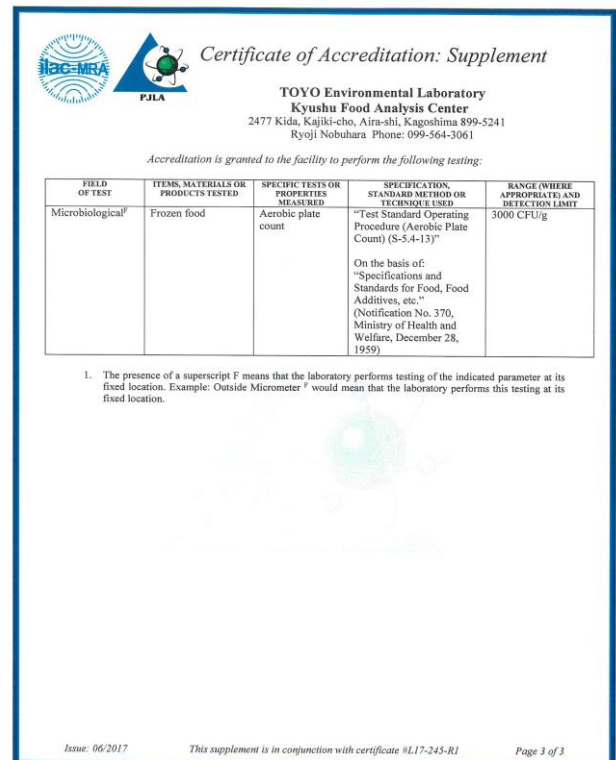 ilac-MRA
PJLA
Certificate of Accreditation: Supplement
TOYO Environmental Laboratory
Kyushu Food Analysis Center
2477 Kida, Kajiki-cho, Aira-shi, Kagoshima 899-5241
Ryoji Nobuhara Phone: 099-564-3061
Accreditation is granted to the facility to perform the following testing:
FIELD
OF TEST
ITEMS, MATERIALS OR
PRODUCTS TESTED
SPECIFIC TESTS OR
PROPERTIES
MEASURED
SPECIFICATION,
STANDARD METHOD OR
TECHNIQUE USED
RANGE (WHERE
APPROPRIATE) AND
DETECTION LIMIT
Microbiological^F
Frozen food
Aerobic plate
count
"Test Standard Operating
Procedure (Aerobic Plate
Count) (S-5.4-13)"
On the basis of:
"Specifications and
Standards for Food, Food
Additives, etc."
(Notification No. 370,
Ministry of Health and
Welfare, December 28,
1959)
3000 CFU/g
1. The presence of a superscript F means that the laboratory performs testing of the indicated parameter at its
fixed location. Example: Outside Micrometer ^F would mean that the laboratory performs this testing at its
fixed location.
Issue: 06/2017 This supplement is in conjunction with certificate #L17-245-R1 Page 3 of 3